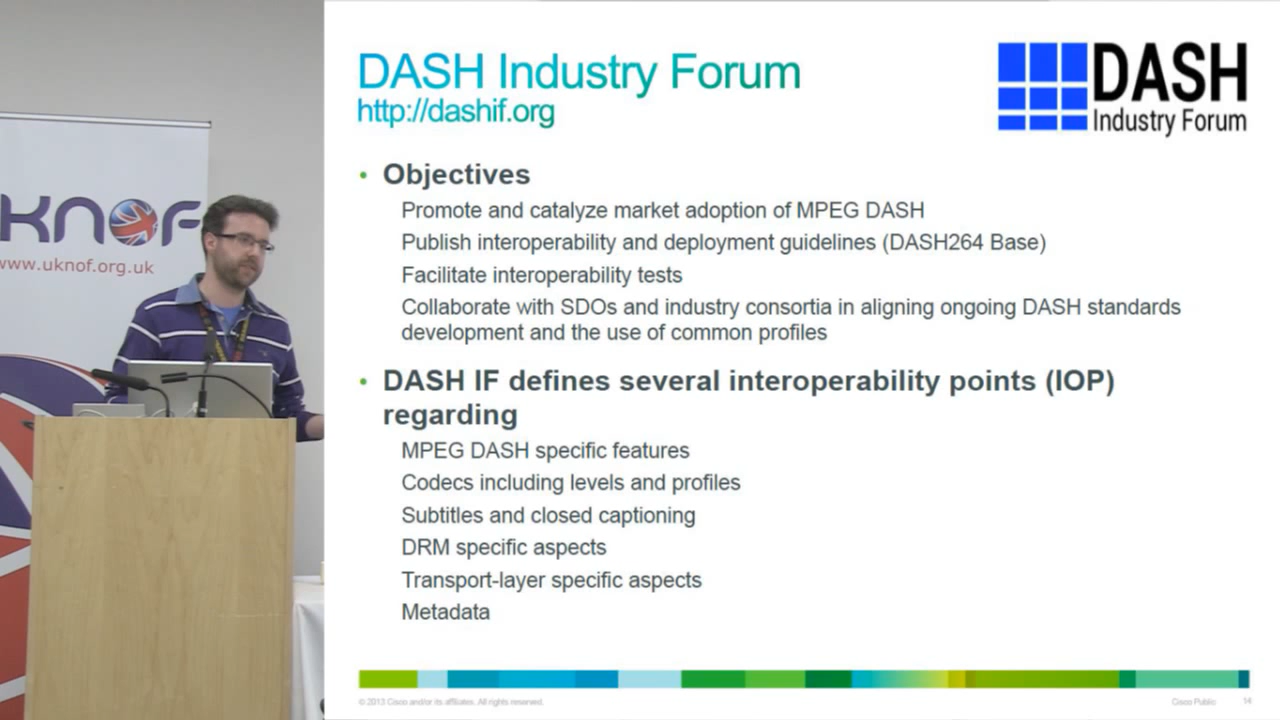 DASH Industry Forum
http://dashif.org
DASH
Industry Forum
• Objectives
Promote and catalyze market adoption of MPEG DASH
Publish interoperability and deployment guidelines (DASH264 Base)
Facilitate interoperability tests
Collaborate with SDOs and industry consortia in aligning ongoing DASH standards
development and the use of common profiles
• DASH IF defines several interoperability points (IOP)
regarding
MPEG DASH specific features
Codecs including levels and profiles
Subtitles and closed captioning
DRM specific aspects
Transport-layer specific aspects
Metadata
© 2013 Cisco and/or its affiliates. All rights reserved.
Cisco Public
14
KNOF
www.uknof.org.uk